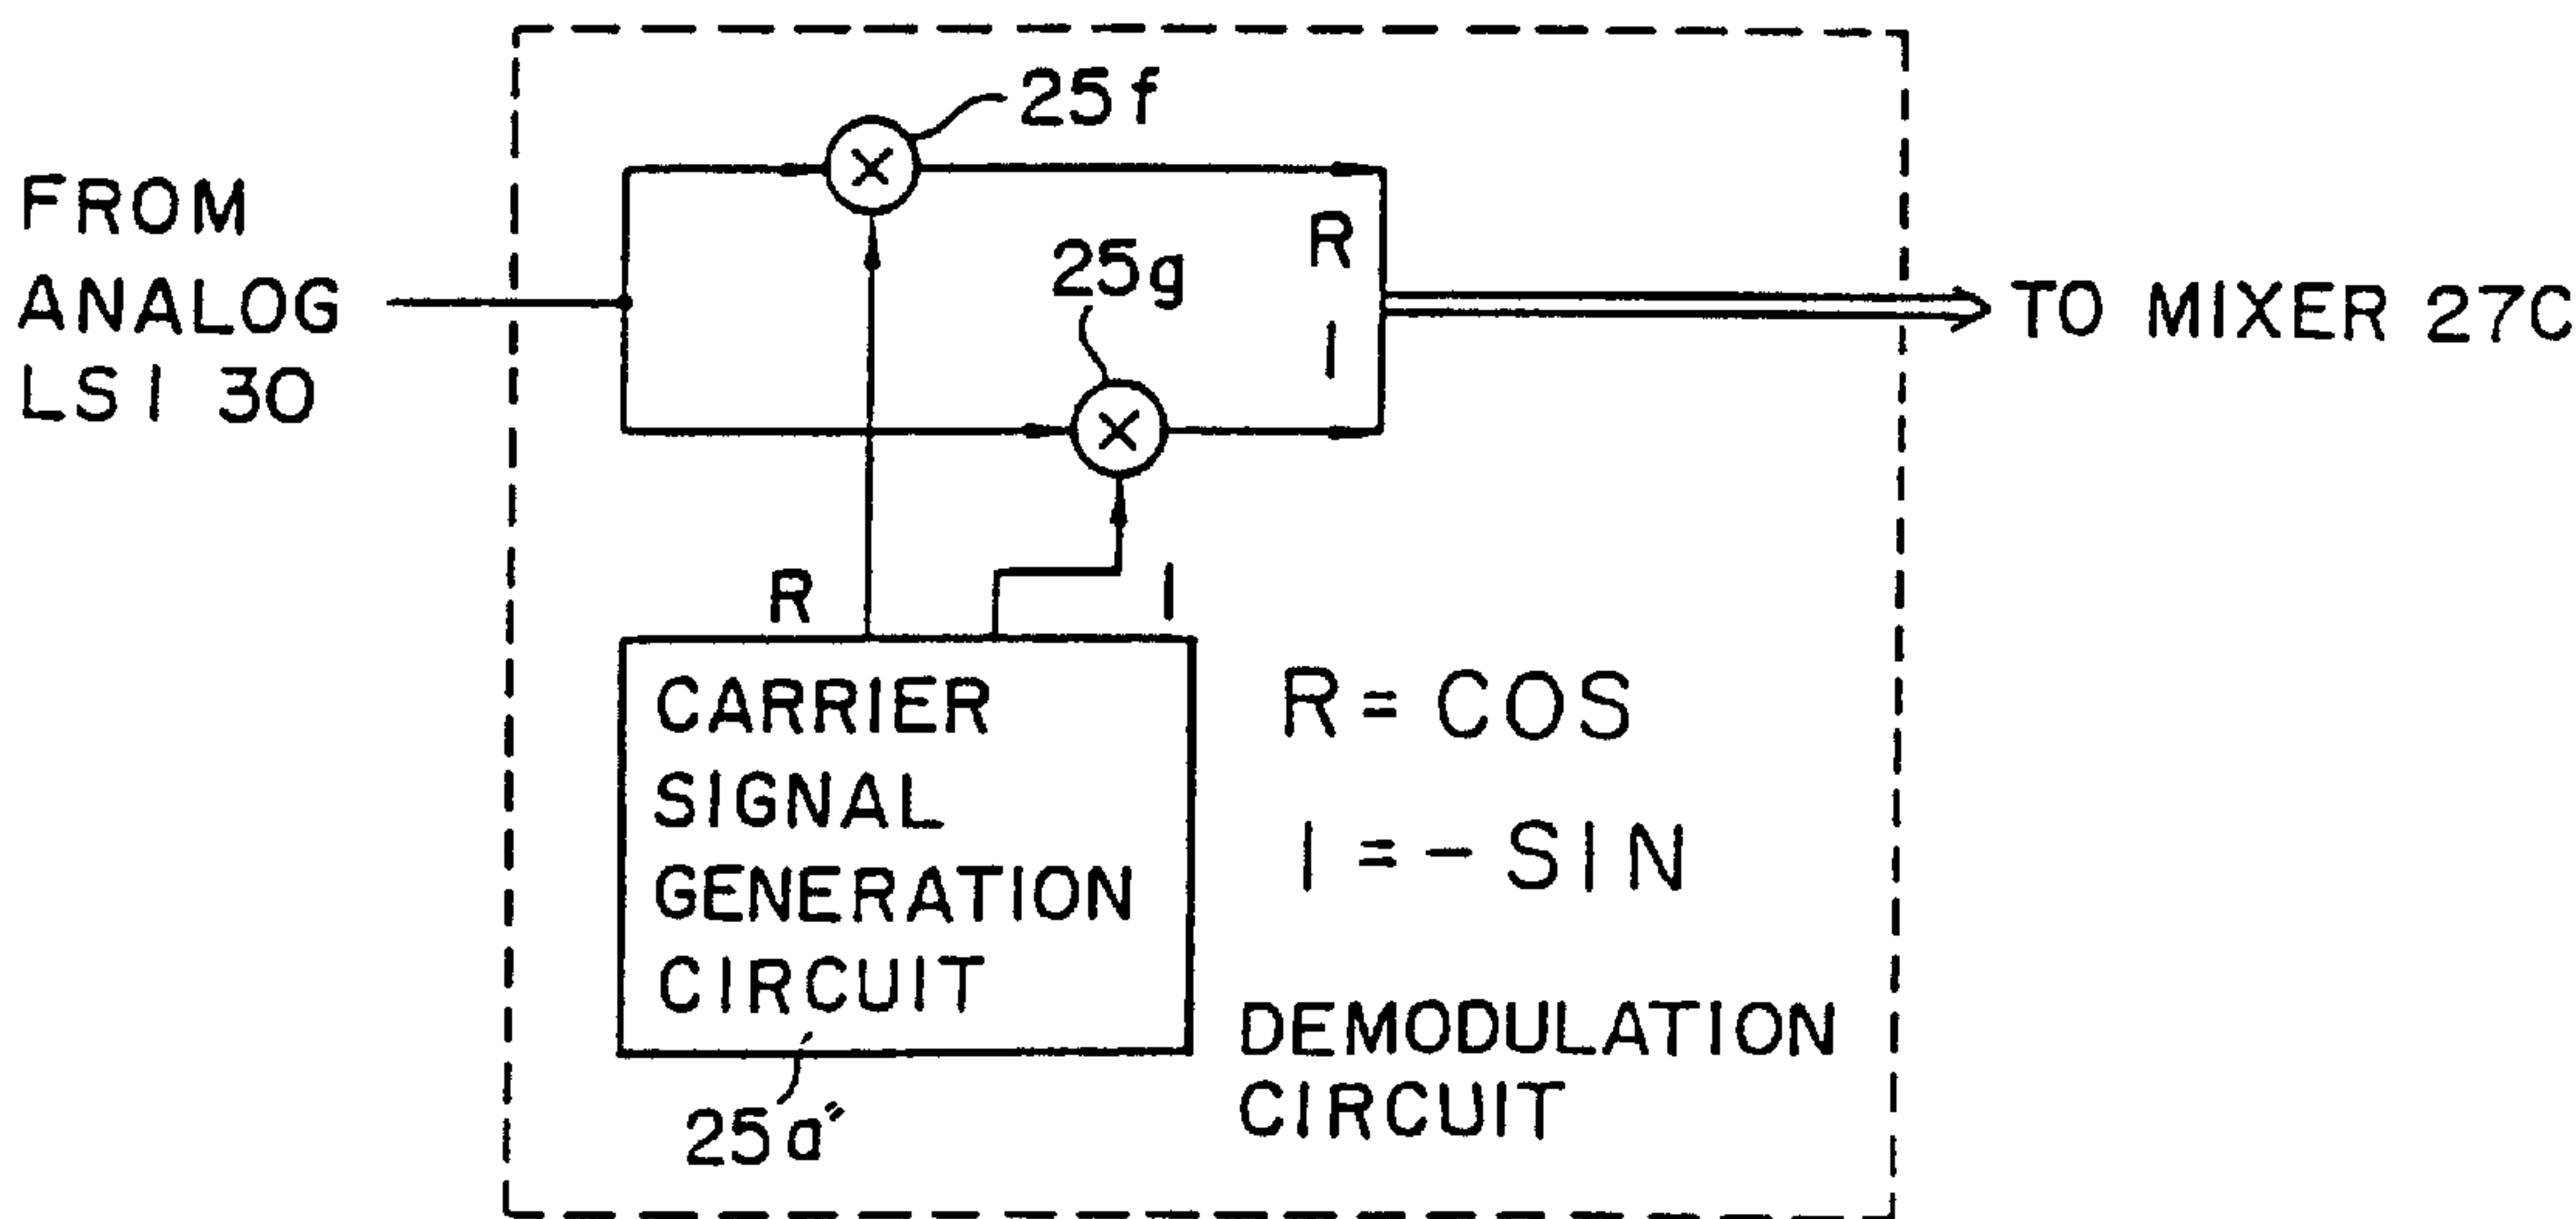 25f
FROM
ANALOG
LSI 30
25g
R
I
TO MIXER 27C
R
I
CARRIER
SIGNAL
GENERATION
CIRCUIT
R = COS
I = - SIN
DEMODULATION
CIRCUIT
25a"